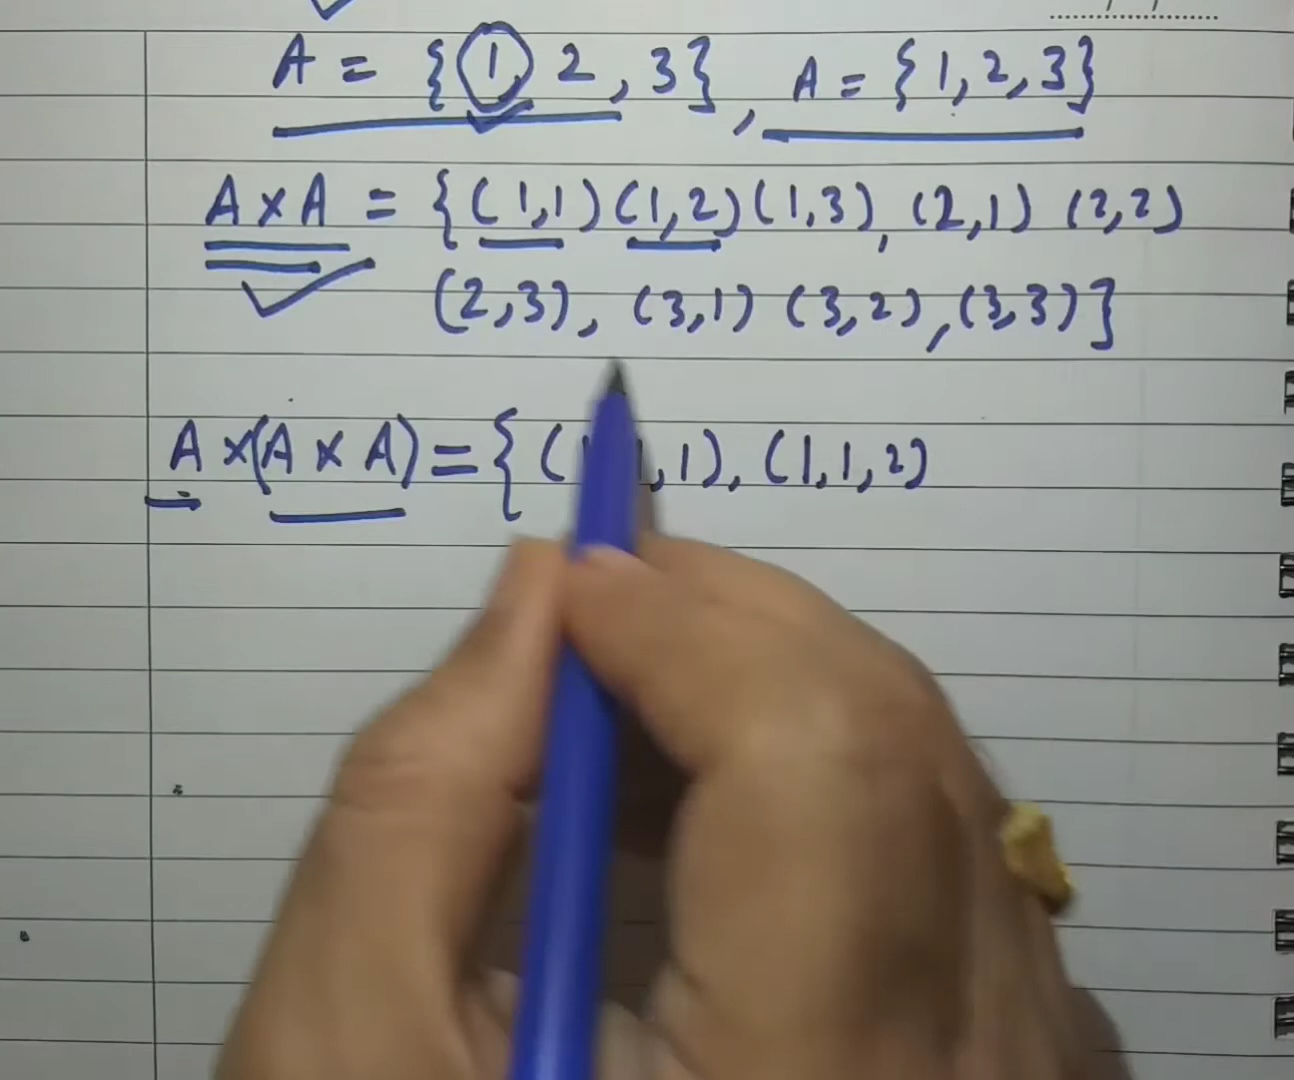 A = {1 2, 3}, A = {1,2,3}
A × A = {(1,1)(1,2)(1,3),(2,1) (2,2)
(2,3), (3,1) (3,2),(3,3)}
A ×(A × A) = {( 1,1), (1,1,2)